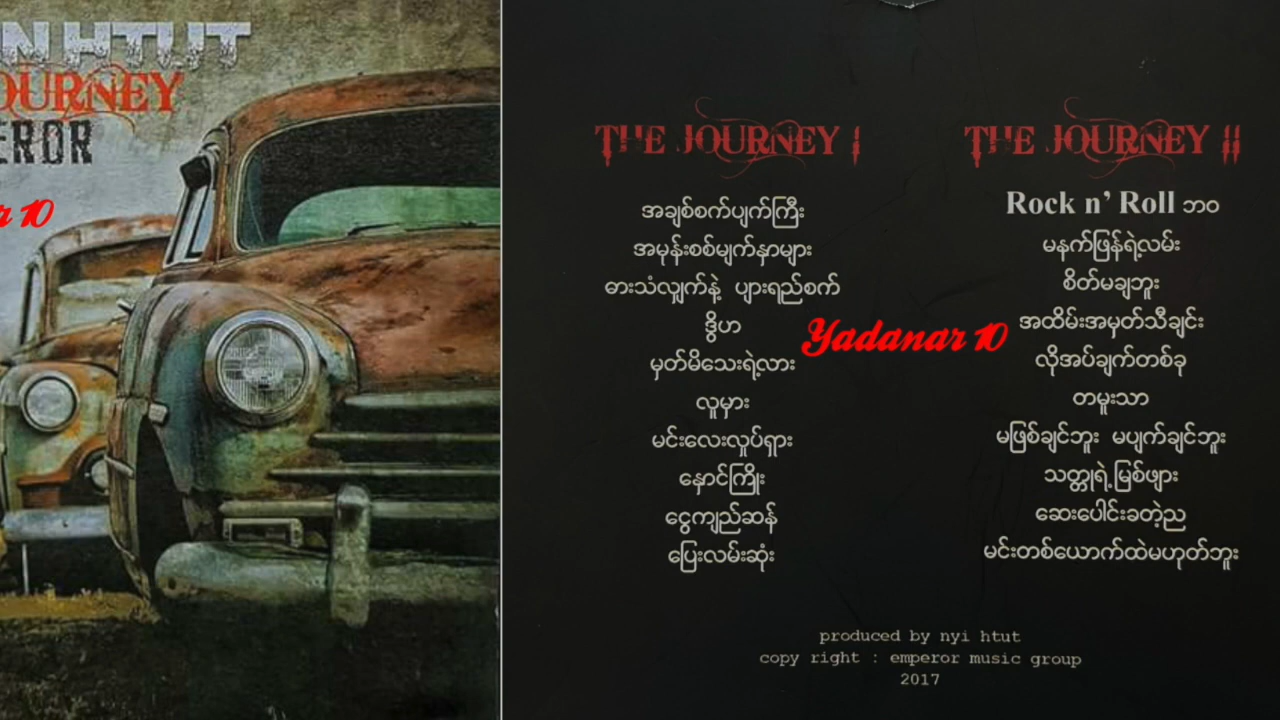 HTUT
JOURNEY
10
THE JOURNEY I
အချစ်စက်ပျက်ကြီး
အမုန်းစစ်မျက်နှာများ
ဓားသံလျှက်နဲ့ ပျားရည်စက်
ဒွိဟ
မှတ်မိသေးရဲ့လား
လူမှား
မင်းလေးလှုပ်ရှား
နှောင်ကြိုး
ငွေကျည်ဆန်
ပြေးလမ်းဆုံး
Yadanar 10
THE JOURNEY II
Rock n’ Roll ဘဝ
မနက်ဖြန်ရဲ့လမ်း
စိတ်မချဘူး
အထိမ်းအမှတ်သီချင်း
လိုအပ်ချက်တစ်ခု
တမူးသာ
မဖြစ်ချင်ဘူး မပျက်ချင်ဘူး
သတ္တုရဲ့မြစ်ဖျား
ဆေးပေါင်းခတဲ့ည
မင်းတစ်ယောက်ထဲမဟုတ်ဘူး
produced by nyi htut
copy right : emperor music group
2017